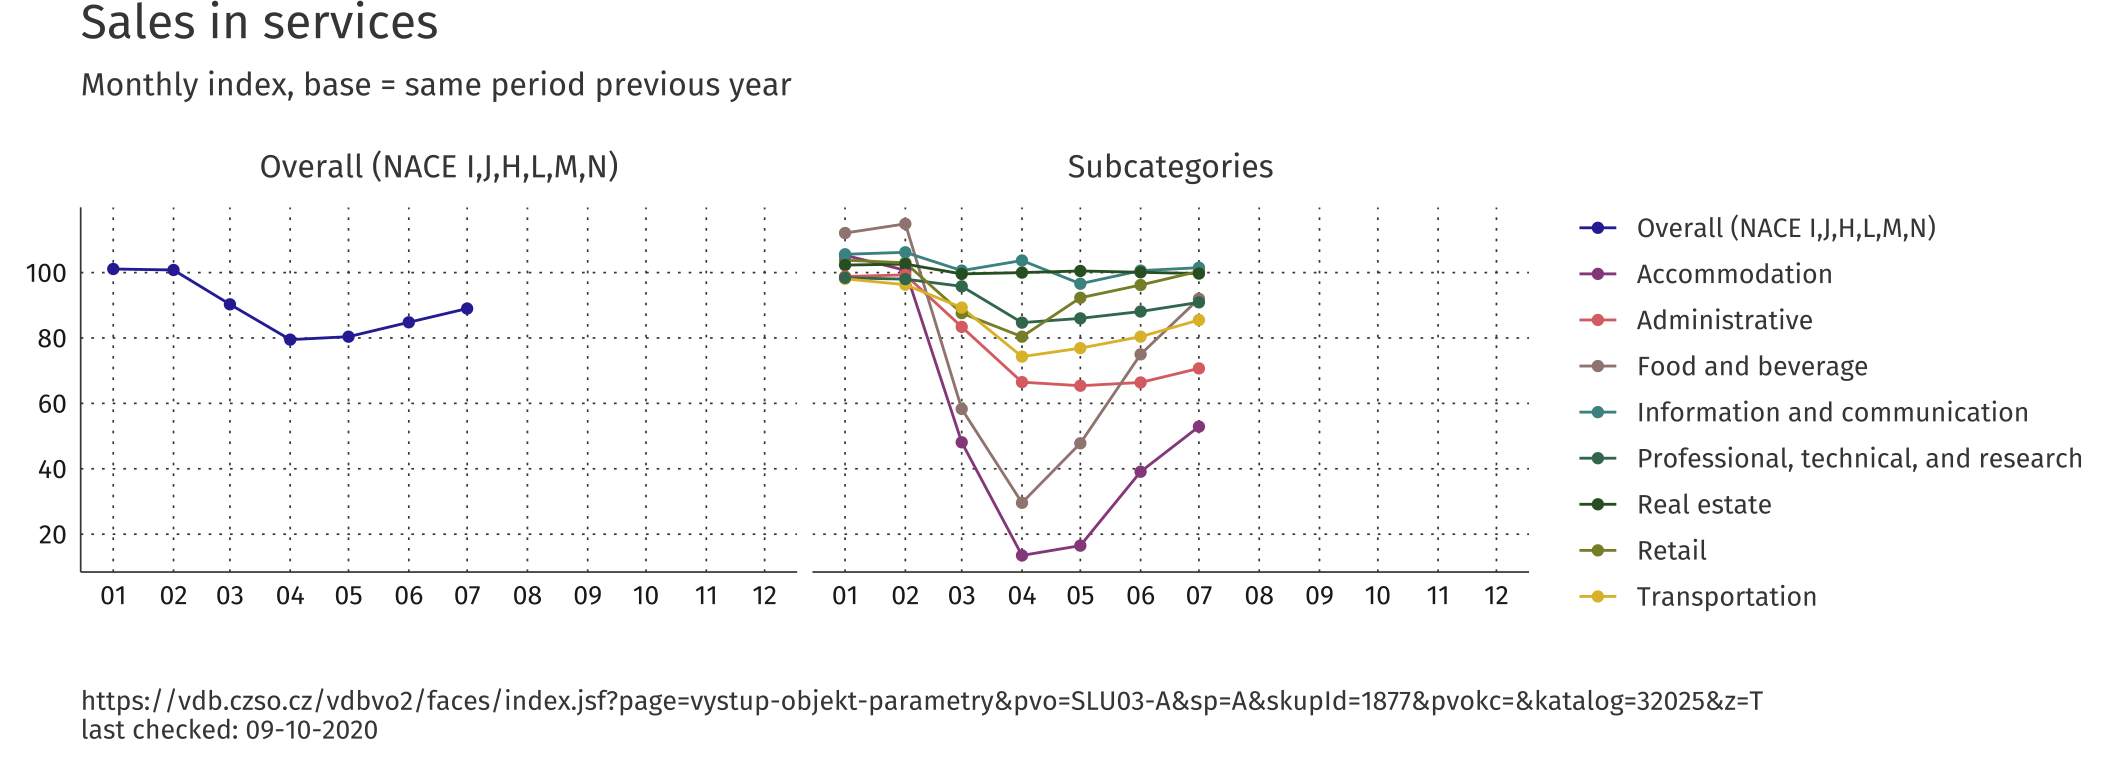 Sales in services
Monthly index, base = same period previous year
Overall (NACE I,J,H,L,M,N)
Subcategories
100
80
60
40
20
01 02 03 04 05 06 07 08 09 10 11 12
01 02 03 04 05 06 07 08 09 10 11 12
Overall (NACE I,J,H,L,M,N)
Accommodation
Administrative
Food and beverage
Information and communication
Professional, technical, and research
Real estate
Retail
Transportation
https://vdb.czso.cz/vdbvo2/faces/index.jsf?page=vystup-objekt-parametry&pvo=SLU03-A&sp=A&skupId=1877&pvokc=&katalog=32025&z=T
last checked: 09-10-2020